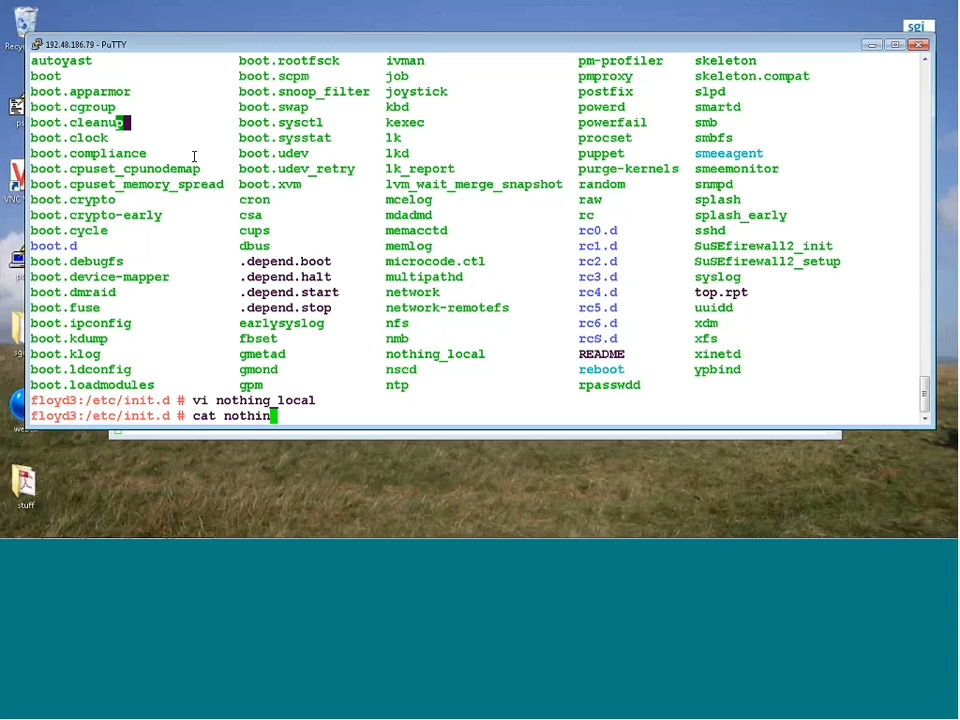 sgi
Recy
192.48.186.79 - PuTTY
autoyast boot.rootfsck ivman pm-profiler skeleton
boot boot.scpm job pmproxy skeleton.compat
boot.apparmor boot.snoop_filter joystick postfix slpd
boot.cgroup boot.swap kbd powerd smartd
boot.cleanup boot.sysctl kexec powerfail smb
boot.clock boot.sysstat lk procset smbfs
boot.compliance boot.udev lkd puppet smeeagent
boot.cpuset_cpunodemap boot.udev_retry lk_report purge-kernels smeemonitor
boot.cpuset_memory_spread boot.xvm lvm_wait_merge_snapshot random snmpd
boot.crypto cron mcelog raw splash
boot.crypto-early csa mdadmd rc splash_early
boot.cycle cups memacctd rc0.d sshd
boot.d dbus memlog rc1.d SuSEfirewall2_init
boot.debugfs .depend.boot microcode.ctl rc2.d SuSEfirewall2_setup
boot.device-mapper .depend.halt multipathd rc3.d syslog
boot.dmraid .depend.start network rc4.d top.rpt
boot.fuse .depend.stop network-remotefs rc5.d uuidd
boot.ipconfig earlysyslog nfs rc6.d xdm
boot.kdump fbset nmb rcS.d xfs
boot.klog gmetad nothing_local README xinetd
boot.ldconfig gmond nscd reboot ypbind
boot.loadmodules gpm ntp rpasswdd
floyd3:/etc/init.d # vi nothing_local
floyd3:/etc/init.d # cat nothin
VNC
stuff